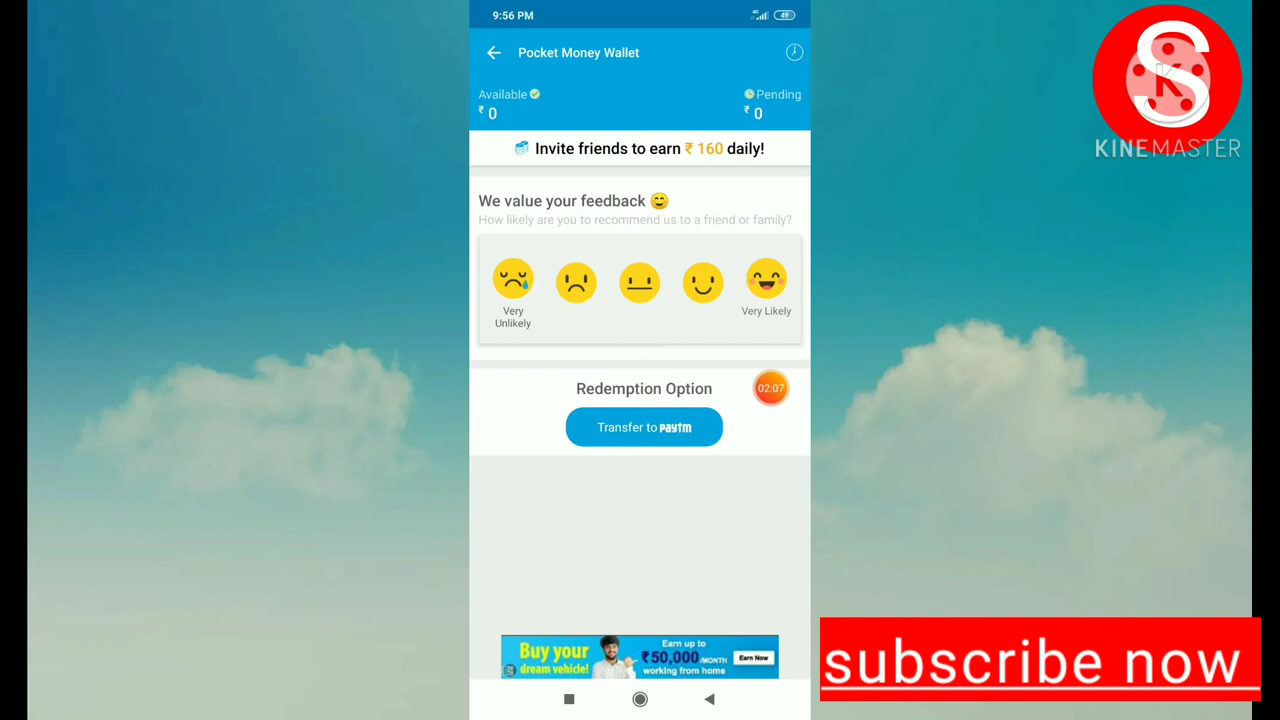 9:56 PM
4G
49
Pocket Money Wallet
Available
Pending
₹ 0
₹ 0
Invite friends to earn ₹ 160 daily!
We value your feedback 😊
How likely are you to recommend us to a friend or family?
Very
Unlikely
Very Likely
Redemption Option
02:07
Transfer to paytm
Buy your
dream vehicle!
Earn up to
₹50,000/MONTH
working from home
Earn Now
S
K
KINEMASTER
subscribe now